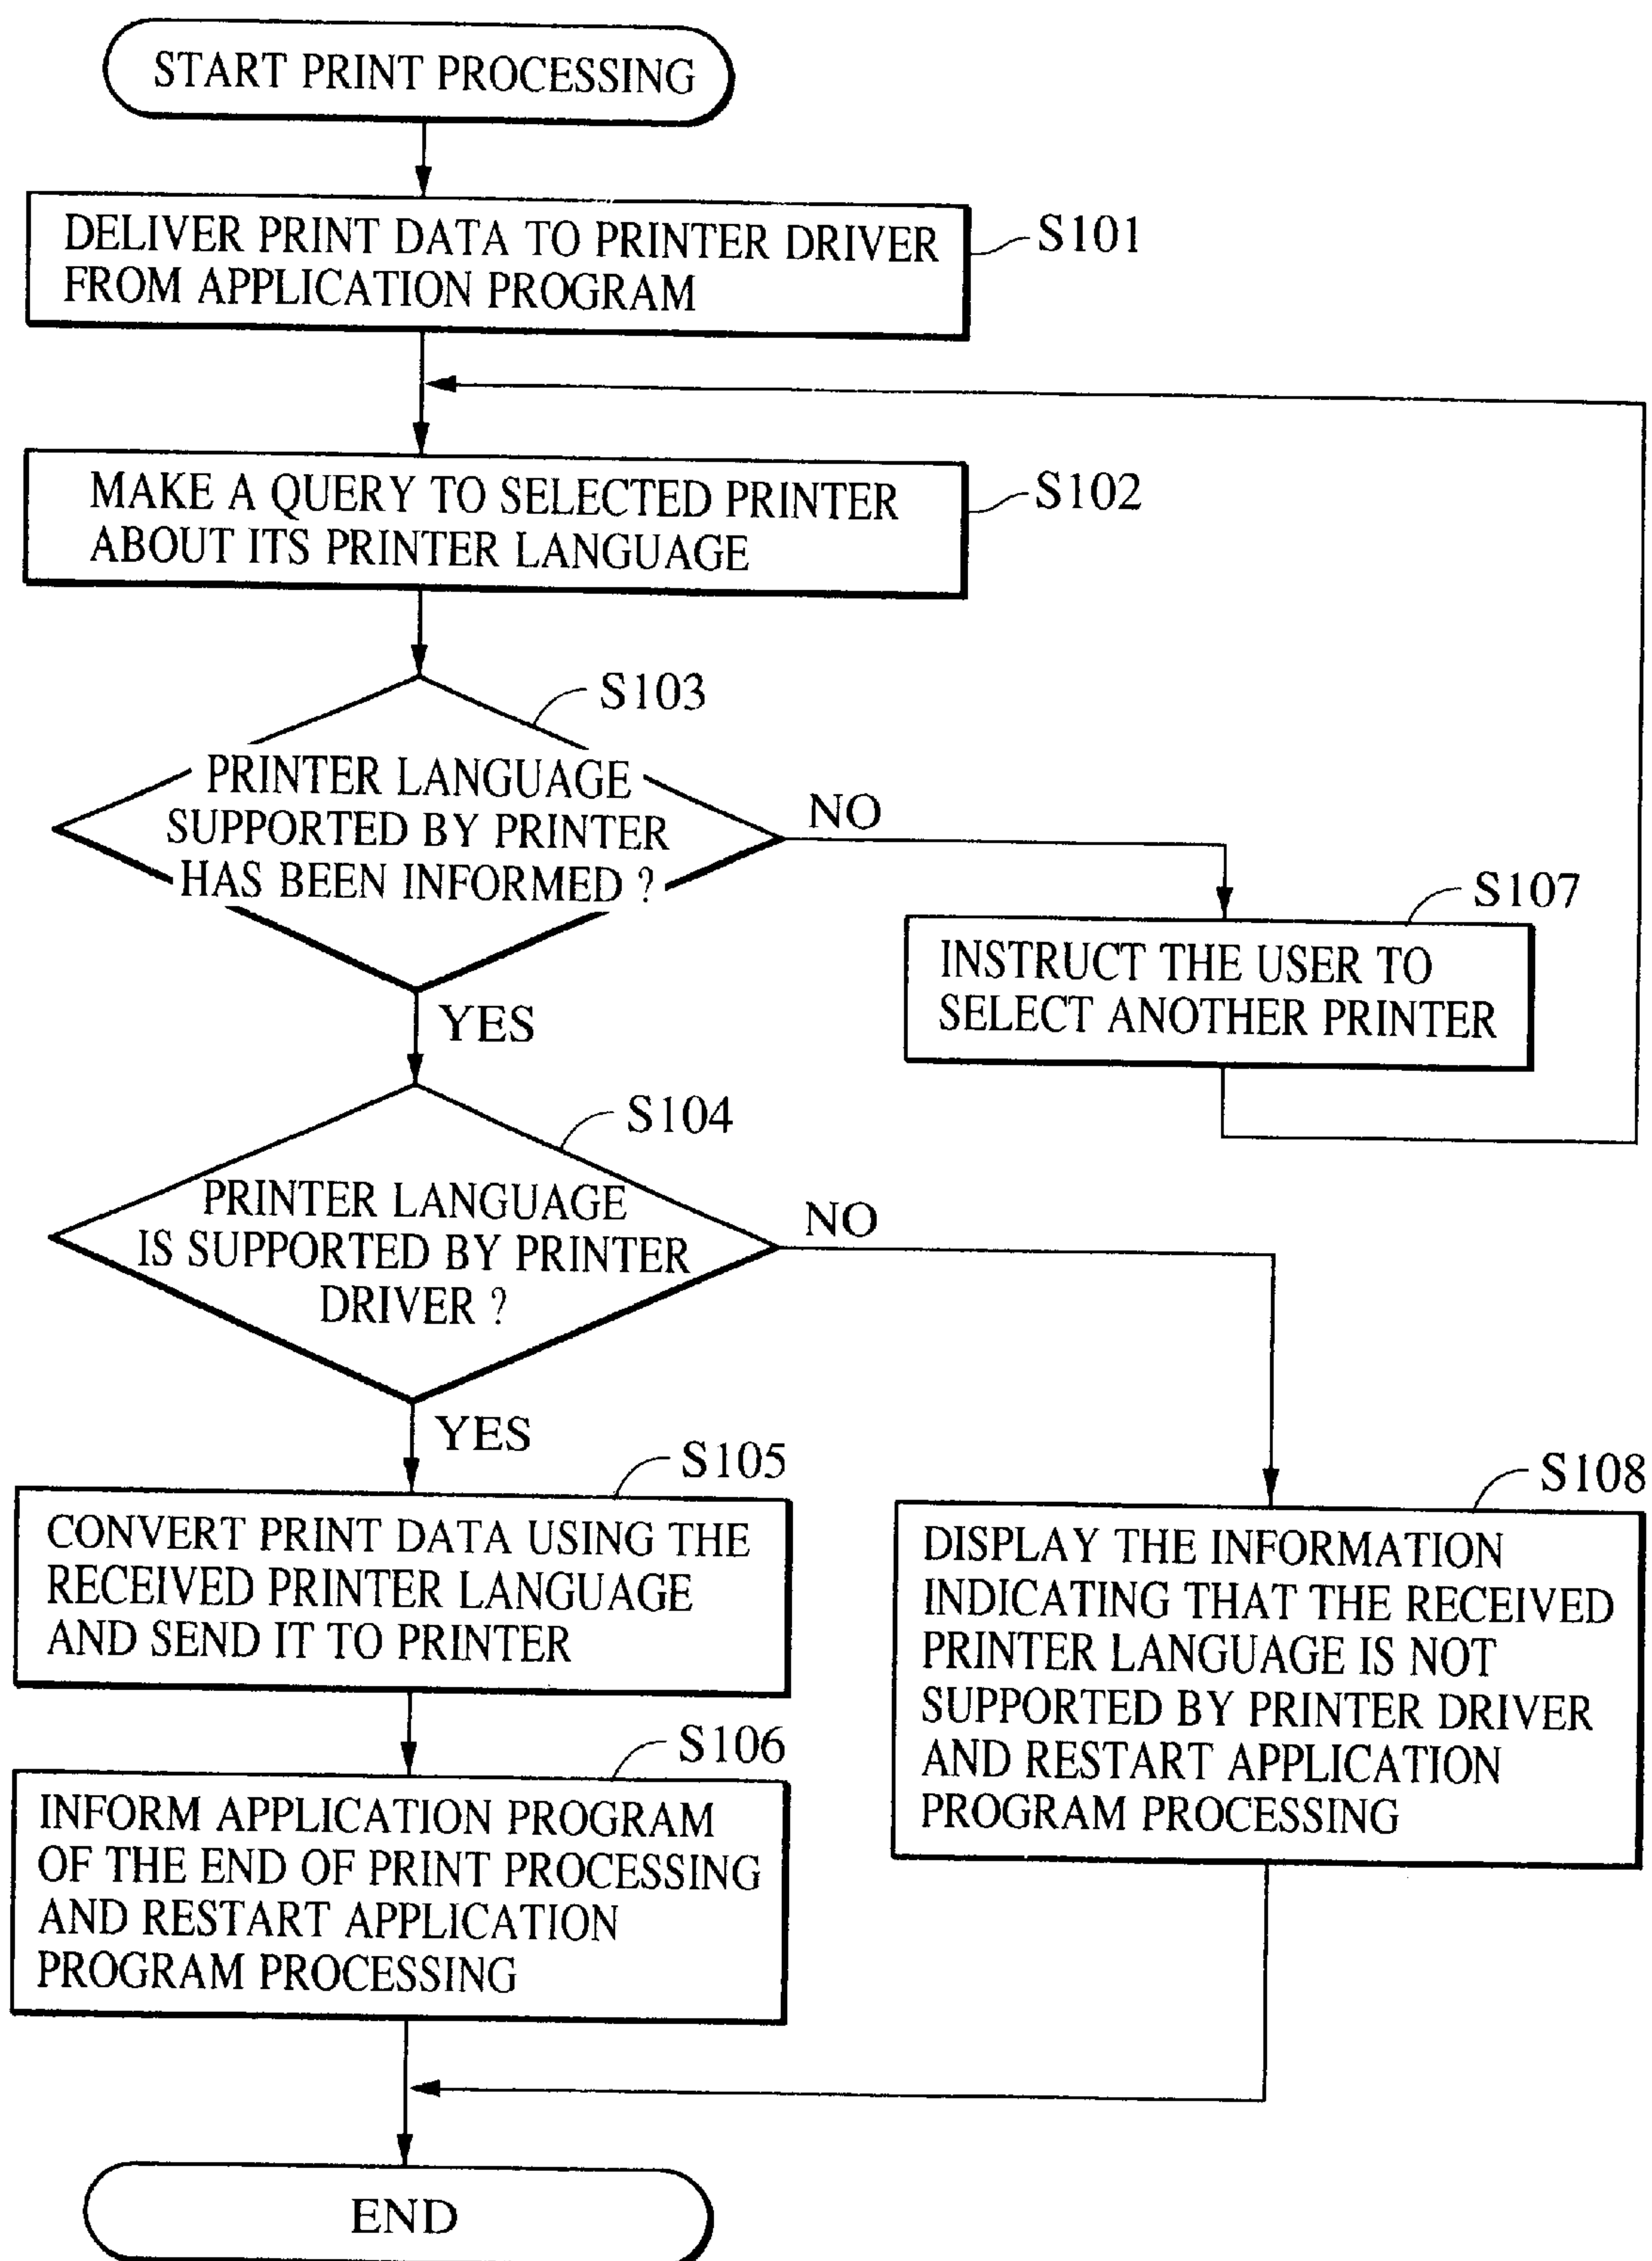 START PRINT PROCESSING
DELIVER PRINT DATA TO PRINTER DRIVER
FROM APPLICATION PROGRAM
S101
MAKE A QUERY TO SELECTED PRINTER
ABOUT ITS PRINTER LANGUAGE
S102
S103
PRINTER LANGUAGE
SUPPORTED BY PRINTER
HAS BEEN INFORMED ?
NO
YES
S107
INSTRUCT THE USER TO
SELECT ANOTHER PRINTER
S104
PRINTER LANGUAGE
IS SUPPORTED BY PRINTER
DRIVER ?
NO
YES
S105
CONVERT PRINT DATA USING THE
RECEIVED PRINTER LANGUAGE
AND SEND IT TO PRINTER
S108
DISPLAY THE INFORMATION
INDICATING THAT THE RECEIVED
PRINTER LANGUAGE IS NOT
SUPPORTED BY PRINTER DRIVER
AND RESTART APPLICATION
PROGRAM PROCESSING
S106
INFORM APPLICATION PROGRAM
OF THE END OF PRINT PROCESSING
AND RESTART APPLICATION
PROGRAM PROCESSING
END